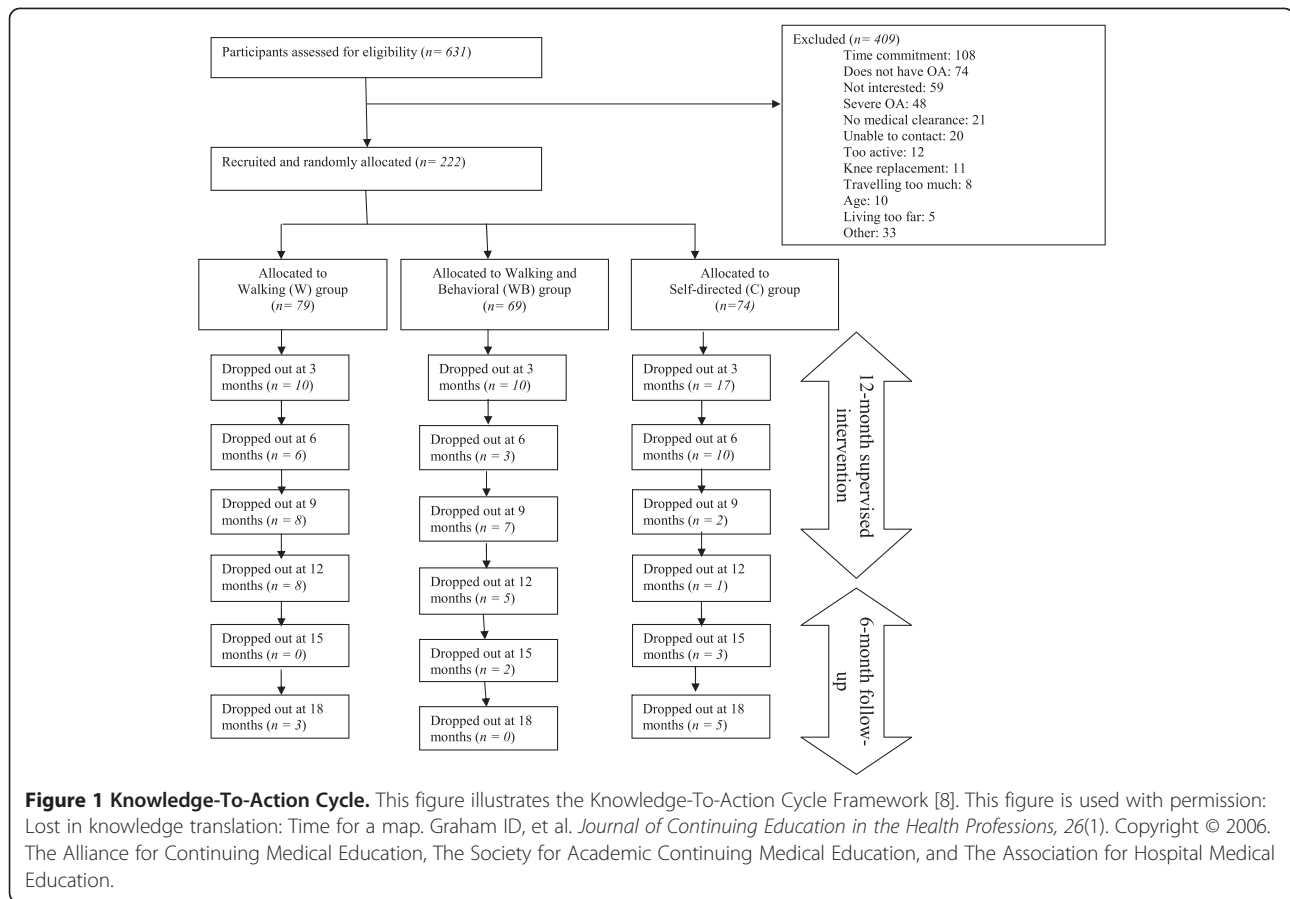 Participants assessed for eligibility (n= 631)
Excluded (n= 409)
Time commitment: 108
Does not have OA: 74
Not interested: 59
Severe OA: 48
No medical clearance: 21
Unable to contact: 20
Too active: 12
Knee replacement: 11
Travelling too much: 8
Age: 10
Living too far: 5
Other: 33
Recruited and randomly allocated (n= 222)
Allocated to
Walking (W) group
(n= 79)
Allocated to Walking and
Behavioral (WB) group
(n= 69)
Allocated to
Self-directed (C) group
(n=74)
Dropped out at 3
months (n = 10)
Dropped out at 3
months (n = 10)
Dropped out at 3
months (n = 17)
Dropped out at 6
months (n = 6)
Dropped out at 6
months (n = 3)
Dropped out at 6
months (n = 10)
Dropped out at 9
months (n = 8)
Dropped out at 9
months (n = 7)
Dropped out at 9
months (n = 2)
Dropped out at 12
months (n = 8)
Dropped out at 12
months (n = 5)
Dropped out at 12
months (n = 1)
Dropped out at 15
months (n = 0)
Dropped out at 15
months (n = 2)
Dropped out at 15
months (n = 3)
Dropped out at 18
months (n = 3)
Dropped out at 18
months (n = 0)
Dropped out at 18
months (n = 5)
12-month supervised
intervention
6-month follow-
up
Figure 1 Knowledge-To-Action Cycle. This figure illustrates the Knowledge-To-Action Cycle Framework [8]. This figure is used with permission:
Lost in knowledge translation: Time for a map. Graham ID, et al. Journal of Continuing Education in the Health Professions, 26(1). Copyright © 2006.
The Alliance for Continuing Medical Education, The Society for Academic Continuing Medical Education, and The Association for Hospital Medical
Education.